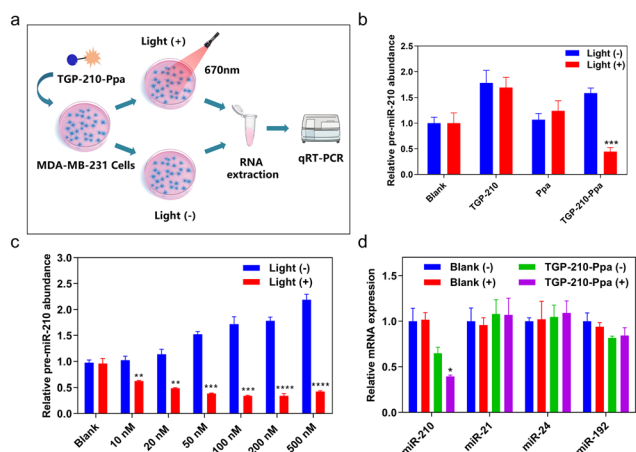 a
Light (+)
TGP-210-Ppa
670nm
MDA-MB-231 Cells
RNA
extraction
qRT-PCR
Light (-)
b
Relative pre-miR-210 abundance
2.5
2.0
1.5
1.0
0.5
0.0
Light (-)
Light (+)
***
Blank
TGP-210
Ppa
TGP-210-Ppa
c
Relative pre-miR-210 abundance
3.0
2.5
2.0
1.5
1.0
0.5
0.0
Light (-)
Light (+)
**
**
***
***
****
****
Blank
10 nM
20 nM
50 nM
100 nM
200 nM
500 nM
d
Relative mRNA expression
2.0
1.5
1.0
0.5
0.0
Blank (-)
Blank (+)
TGP-210-Ppa (-)
TGP-210-Ppa (+)
*
miR-210
miR-21
miR-24
miR-192